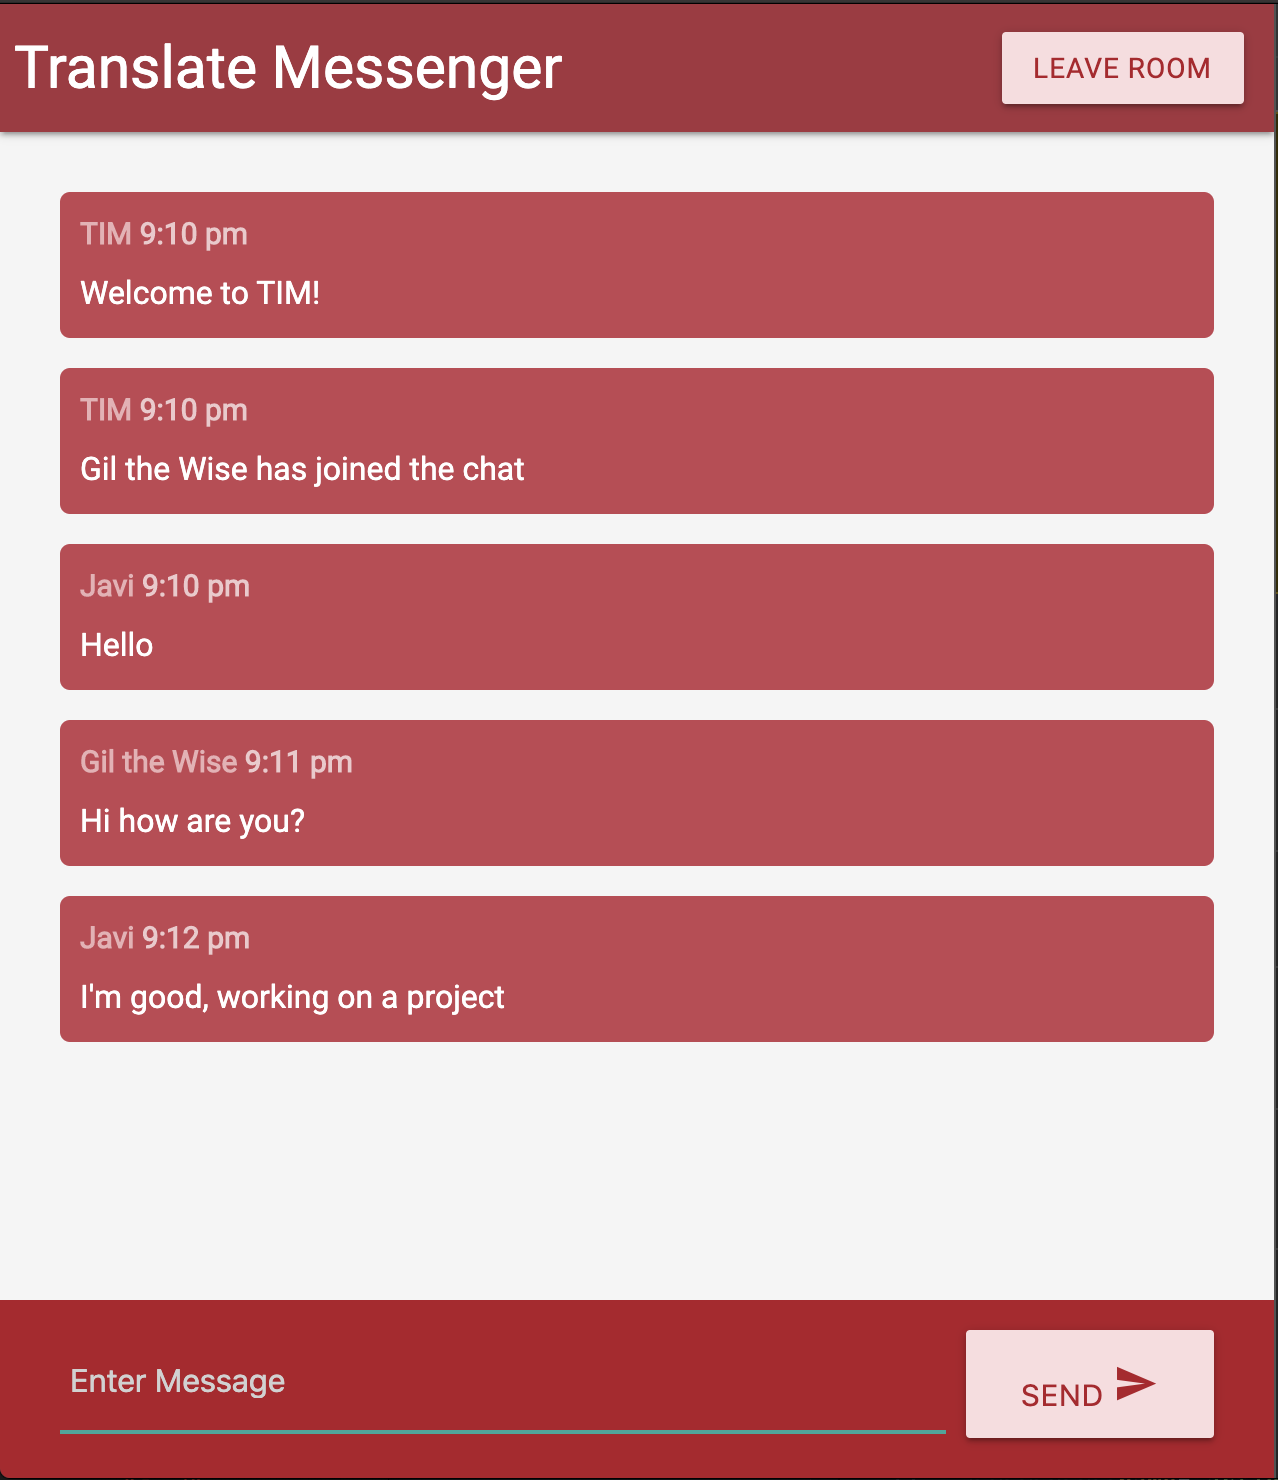 Translate Messenger
LEAVE ROOM
TIM 9:10 pm
Welcome to TIM!
TIM 9:10 pm
Gil the Wise has joined the chat
Javi 9:10 pm
Hello
Gil the Wise 9:11 pm
Hi how are you?
Javi 9:12 pm
I'm good, working on a project
Enter Message
SEND